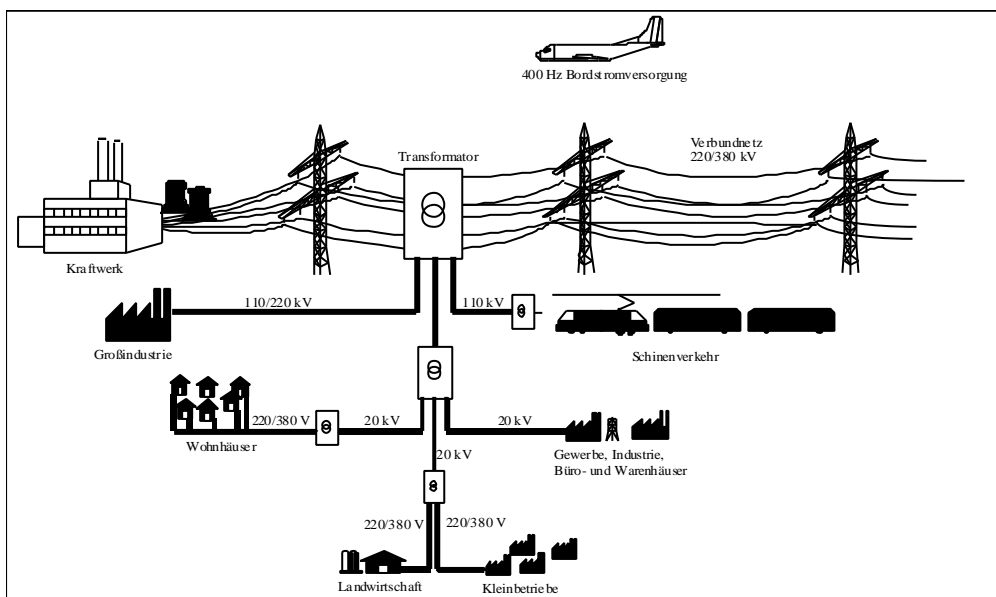 400 Hz Bordstromversorgung
Verbundnetz
220/380 kV
Transformator
Kraftwerk
110/220 kV
110 kV
Großindustrie
Schinenverkehr
220/380 V
20 kV
20 kV
Wohnhäuser
20 kV
Gewerbe, Industrie,
Büro- und Warenhäuser
220/380 V
220/380 V
Landwirtschaft
Kleinbetriebe